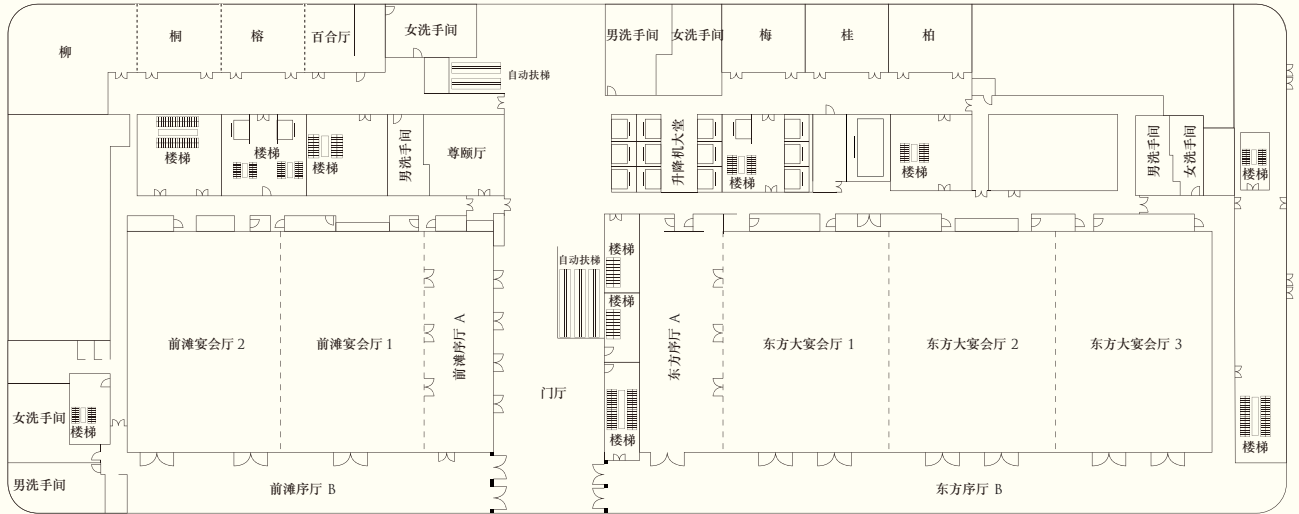 柳
桐
榕
百合厅
女洗手间
自动扶梯
男洗手间
女洗手间
梅
桂
柏
楼梯
楼梯
楼梯
男洗手间
尊颐厅
升降机大堂
楼梯
楼梯
男洗手间
女洗手间
楼梯
自动扶梯
楼梯
楼梯
前滩宴会厅 2
前滩宴会厅 1
前滩序厅 A
门厅
东方序厅 A
东方大宴会厅 1
东方大宴会厅 2
东方大宴会厅 3
女洗手间
楼梯
楼梯
楼梯
男洗手间
前滩序厅 B
东方序厅 B